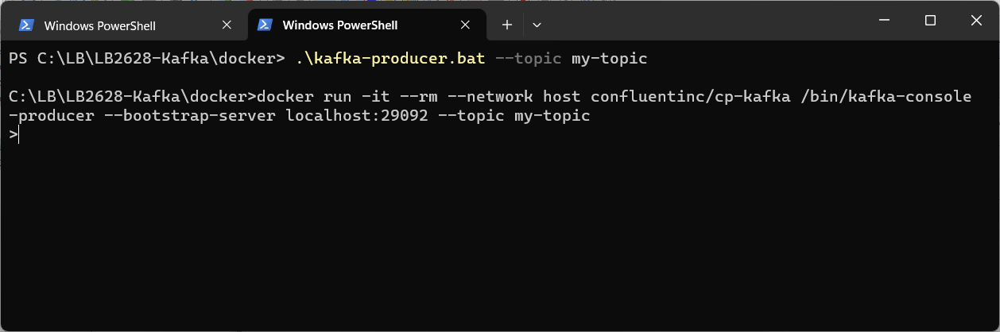 Windows PowerShell
Windows PowerShell
PS C:\LB\LB2628-Kafka\docker> .\kafka-producer.bat --topic my-topic
C:\LB\LB2628-Kafka\docker>docker run -it --rm --network host confluentinc/cp-kafka /bin/kafka-console
-producer --bootstrap-server localhost:29092 --topic my-topic
>